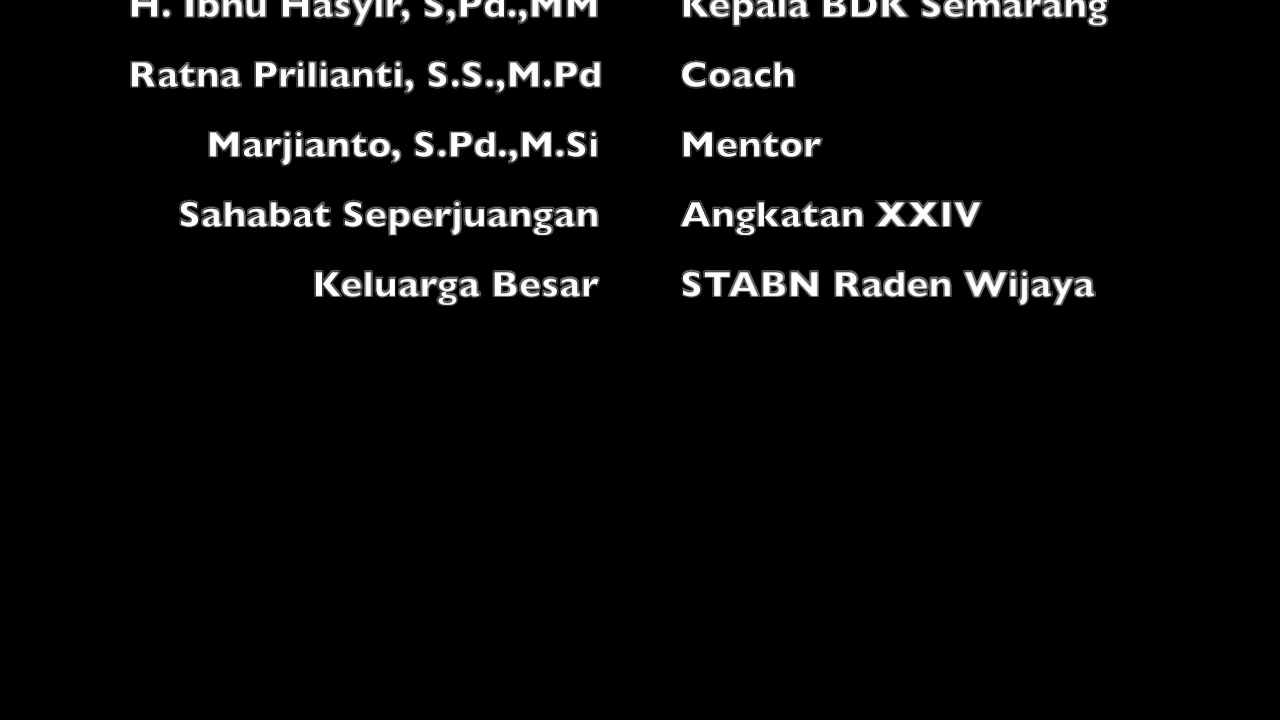 H. Ibnu Hasyir, S,Pd.,MM Kepala BDK Semarang
Ratna Prilianti, S.S.,M.Pd Coach
Marjianto, S.Pd.,M.Si Mentor
Sahabat Seperjuangan Angkatan XXIV
Keluarga Besar STABN Raden Wijaya